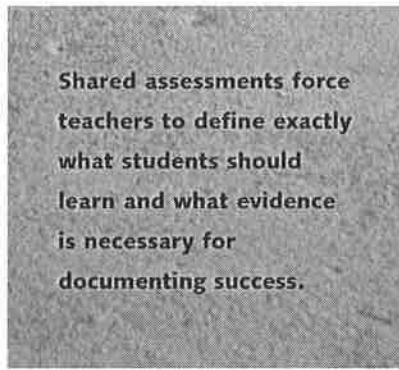 Shared assessments force
teachers to define exactly
what students should
learn and what evidence
is necessary for
documenting success.